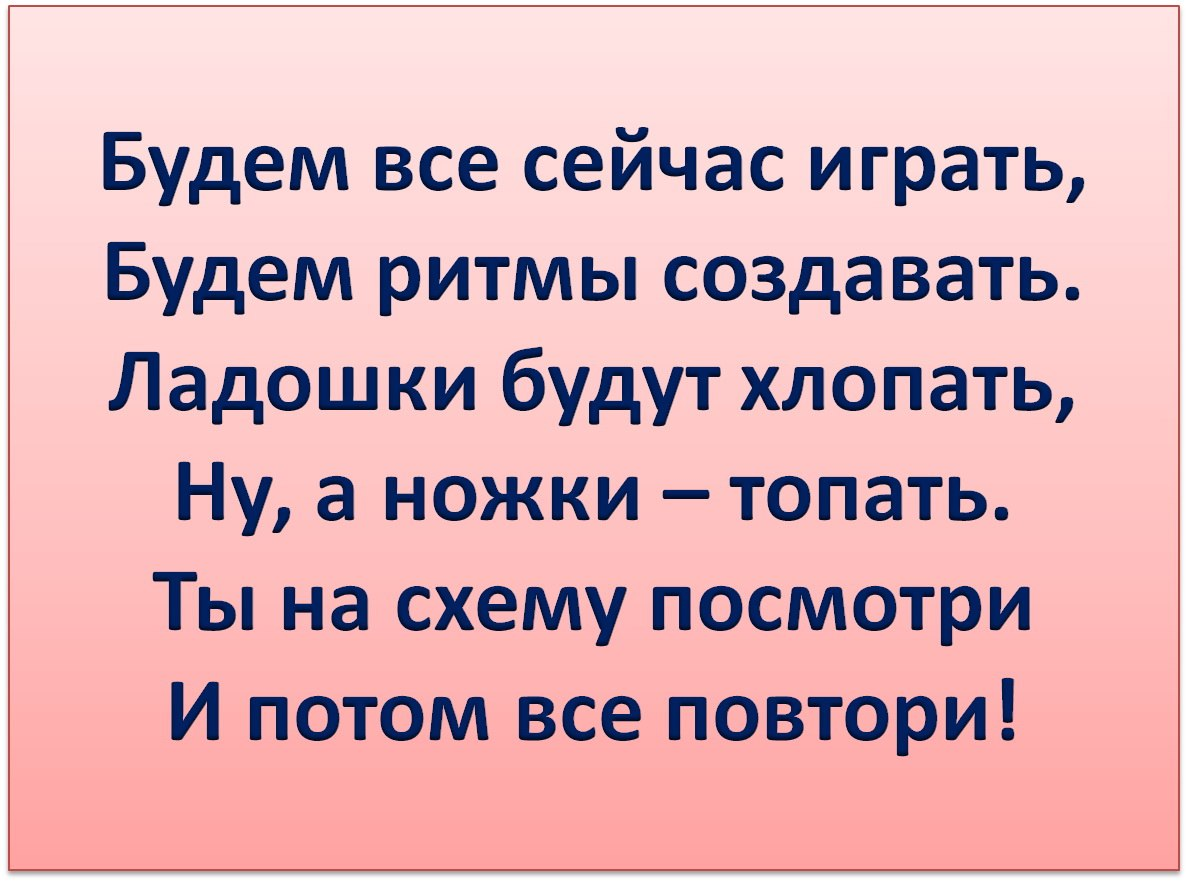 Будем все сейчас играть,
Будем ритмы создавать.
Ладошки будут хлопать,
Ну, а ножки – топать.
Ты на схему посмотри
И потом все повтори!